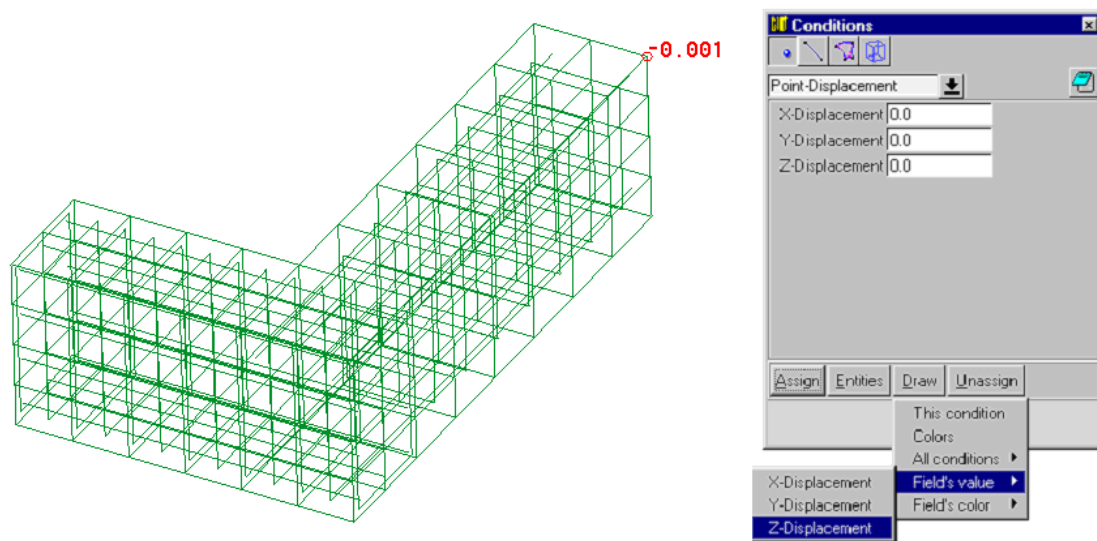 -0.001
Conditions
Point-Displacement
X-Displacement 0.0
Y-Displacement 0.0
Z-Displacement 0.0
Assign Entities Draw Unassign
This condition
Colors
All conditions
Field's value
Field's color
X-Displacement
Y-Displacement
Z-Displacement